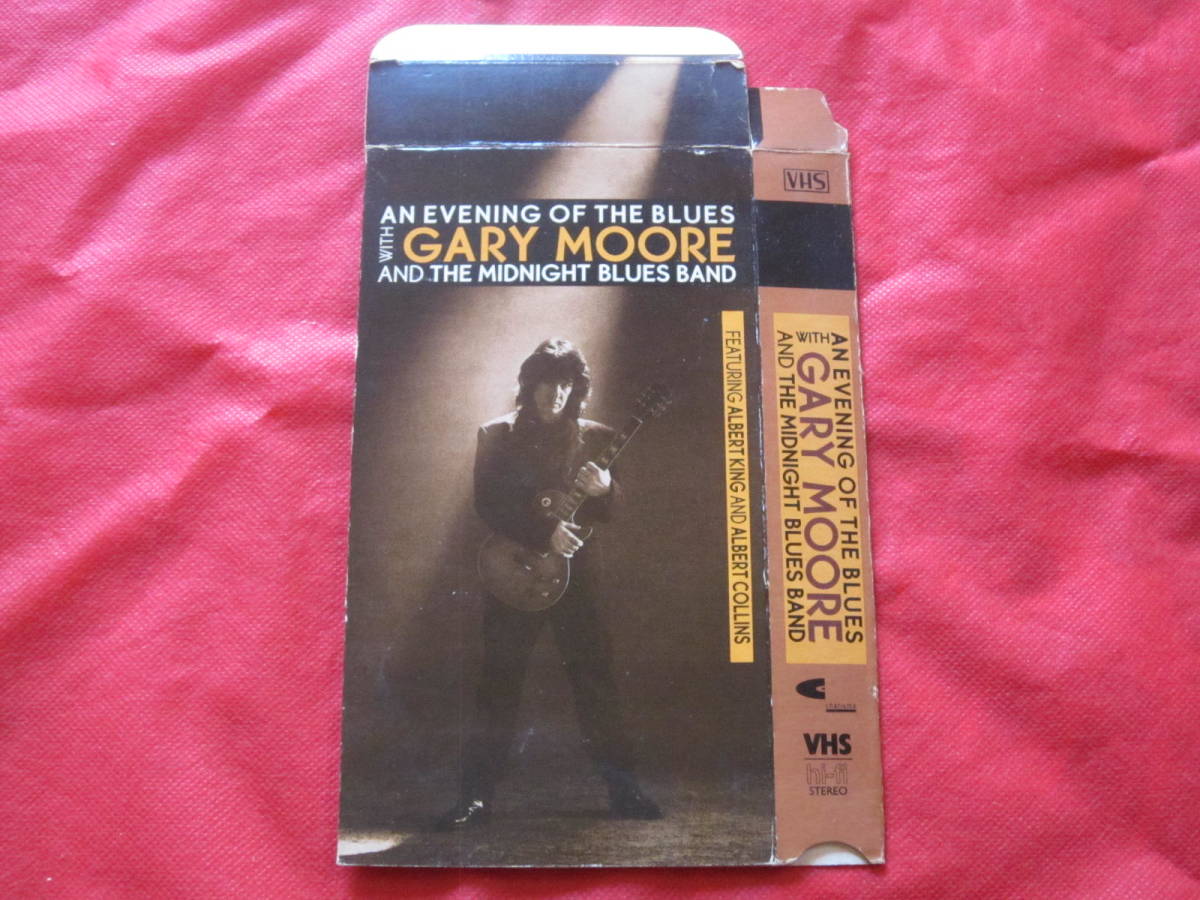 AN EVENING OF THE BLUES
WITH GARY MOORE
AND THE MIDNIGHT BLUES BAND
FEATURING ALBERT KING AND ALBERT COLLINS
VHS
AN EVENING OF THE BLUES
WITH GARY MOORE
AND THE MIDNIGHT BLUES BAND
VHS
hi-fi
STEREO